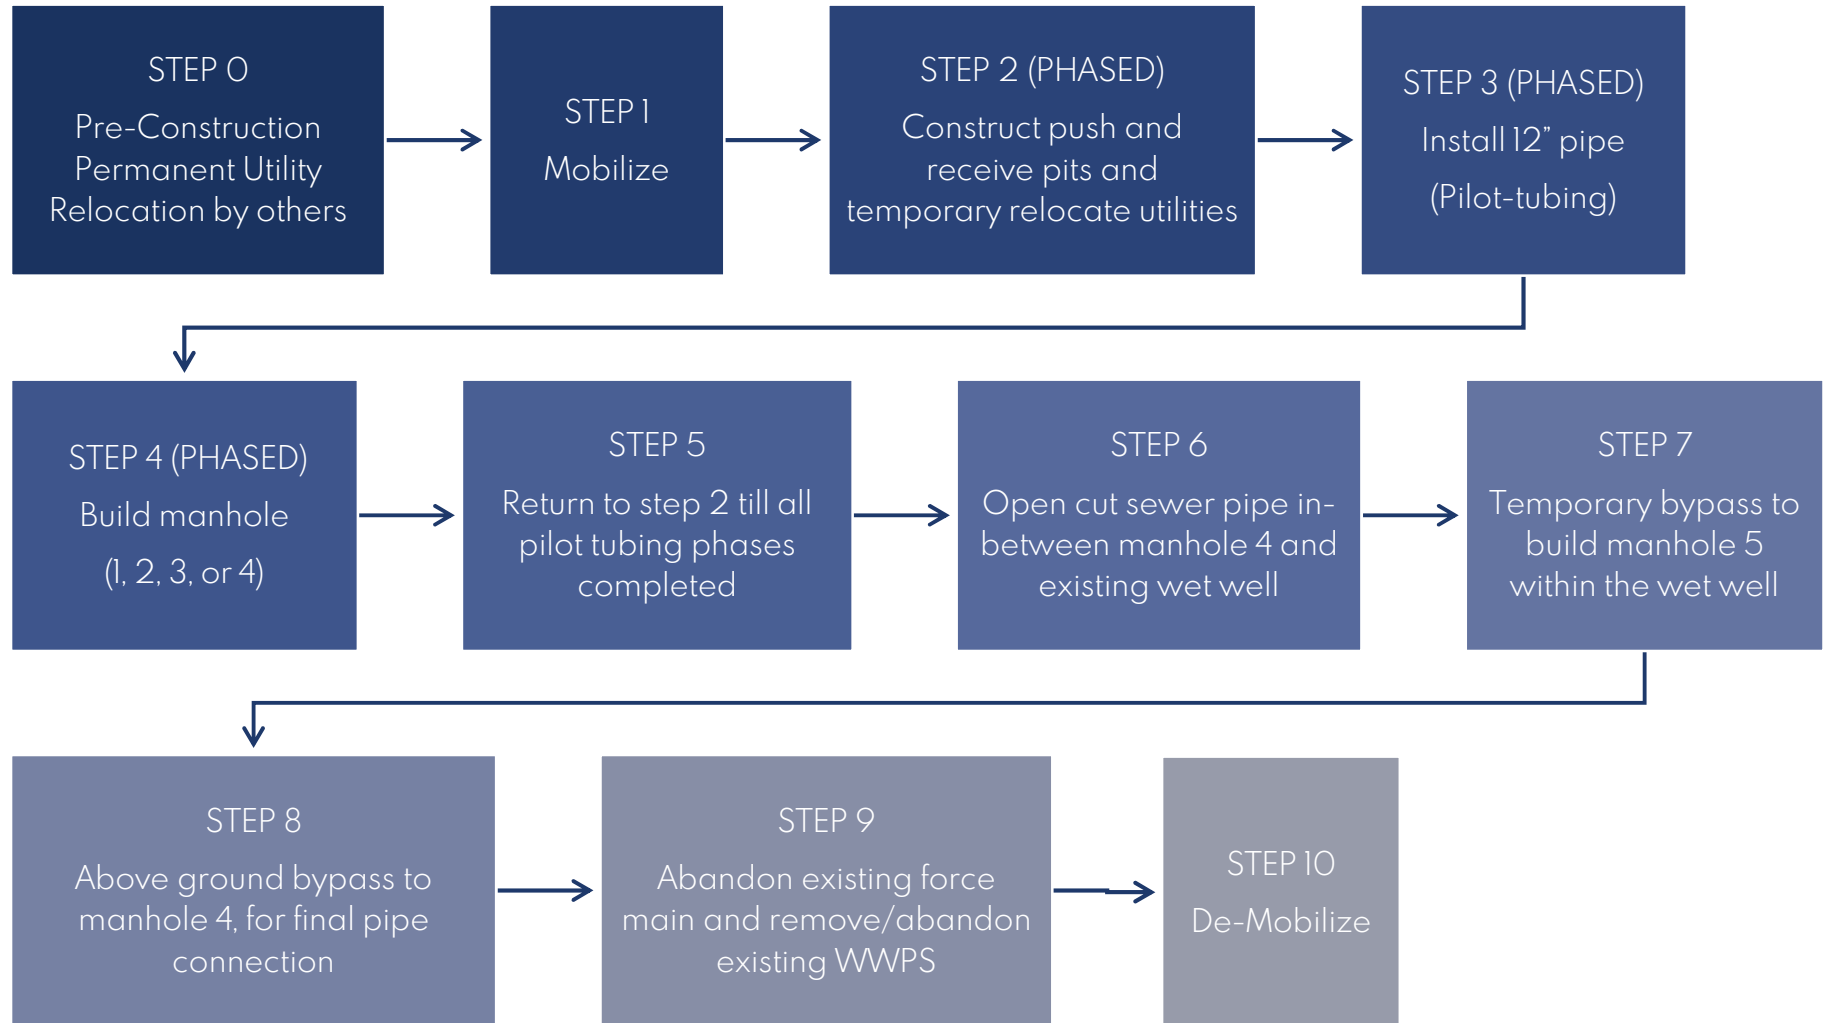 STEP 0
Pre-Construction
Permanent Utility
Relocation by others
STEP 1
Mobilize
STEP 2 (PHASED)
Construct push and
receive pits and
temporary relocate utilities
STEP 3 (PHASED)
Install 12” pipe
(Pilot-tubing)
STEP 4 (PHASED)
Build manhole
(1, 2, 3, or 4)
STEP 5
Return to step 2 till all
pilot tubing phases
completed
STEP 6
Open cut sewer pipe in-
between manhole 4 and
existing wet well
STEP 7
Temporary bypass to
build manhole 5
within the wet well
STEP 8
Above ground bypass to
manhole 4, for final pipe
connection
STEP 9
Abandon existing force
main and remove/abandon
existing WWPS
STEP 10
De-Mobilize